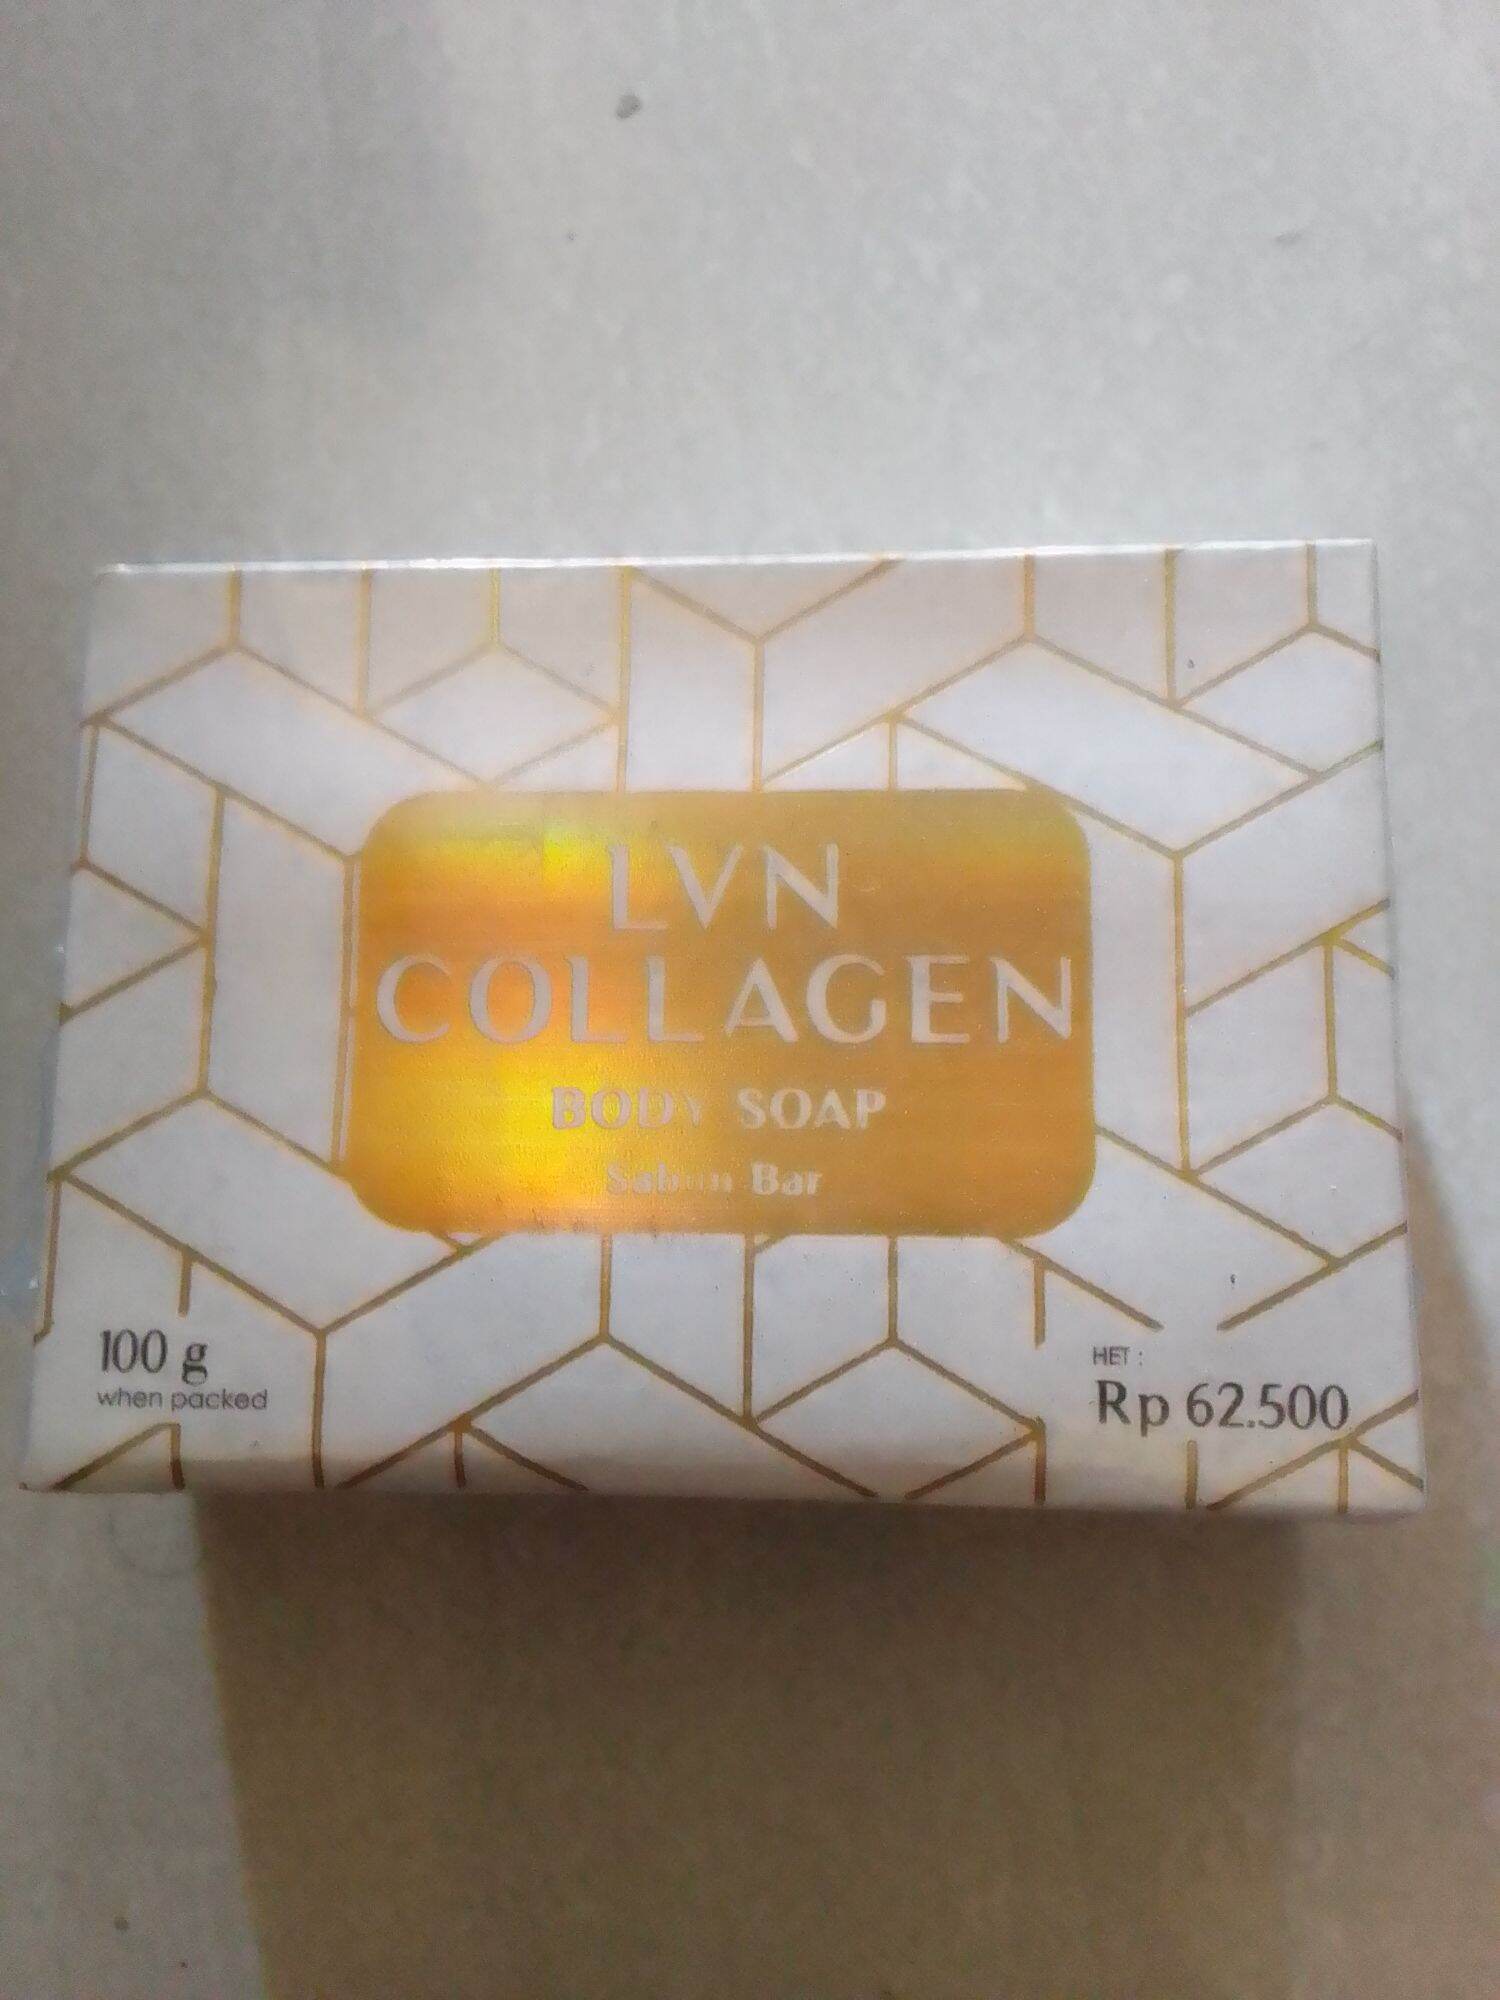 LVN
COLLAGEN
BODY SOAP
Sabun Bar
100 g
when packed
HET :
Rp 62.500